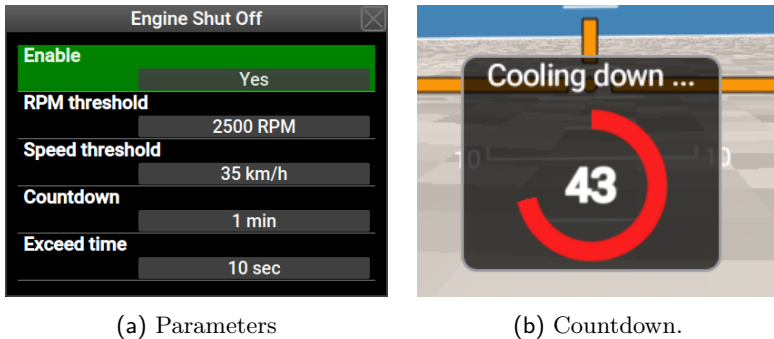 Engine Shut Off
Enable
Yes
RPM threshold
2500 RPM
Speed threshold
35 km/h
Countdown
1 min
Exceed time
10 sec
Cooling down ...
10 10
43
(a) Parameters
(b) Countdown.